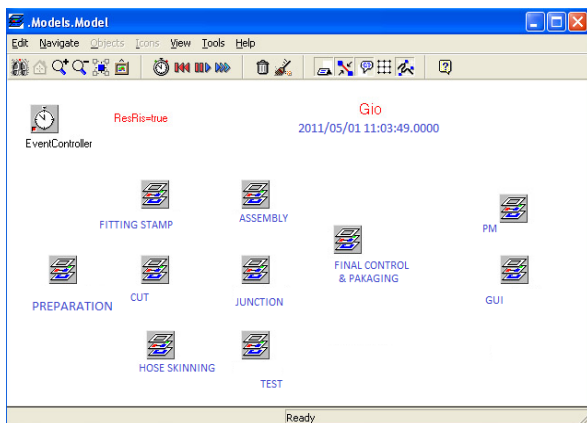 .Models.Model
Edit Navigate Objects Icons View Tools Help
ResRis=true
Gio
2011/05/01 11:03:49.0000
EventController
FITTING STAMP
ASSEMBLY
PM
FINAL CONTROL
& PAKAGING
PREPARATION
CUT
JUNCTION
GUI
HOSE SKINNING
TEST
Ready